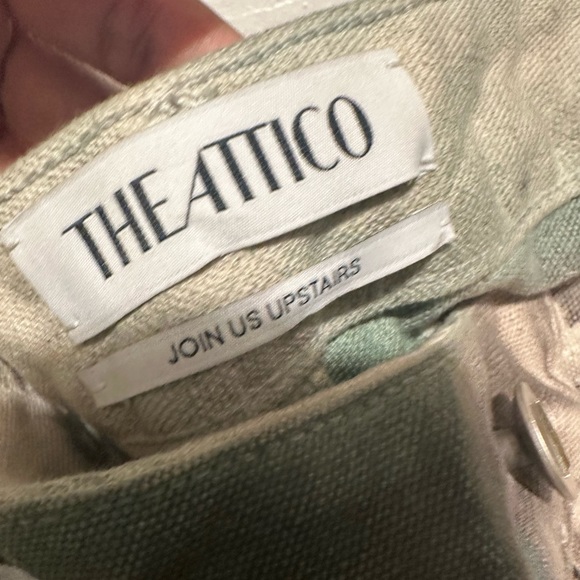 THE ATTICO
JOIN US UPSTAIRS